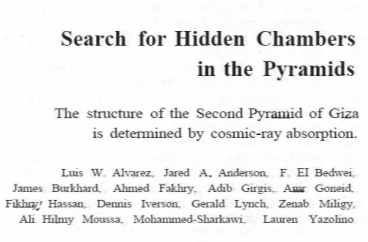 Search for Hidden Chambers
in the Pyramids
The structure of the Second Pyramid of Giza
is determined by cosmic-ray absorption.
Luis W. Alvarez, Jared A. Anderson, F. El Bedwei,
James Burkhard, Ahmed Fakhry, Adib Girgis, Amr Goneid,
Fikhry Hassan, Dennis Iverson, Gerald Lynch, Zenab Miligy,
Ali Hilmy Moussa, Mohammed-Sharkawi, Lauren Yazolino